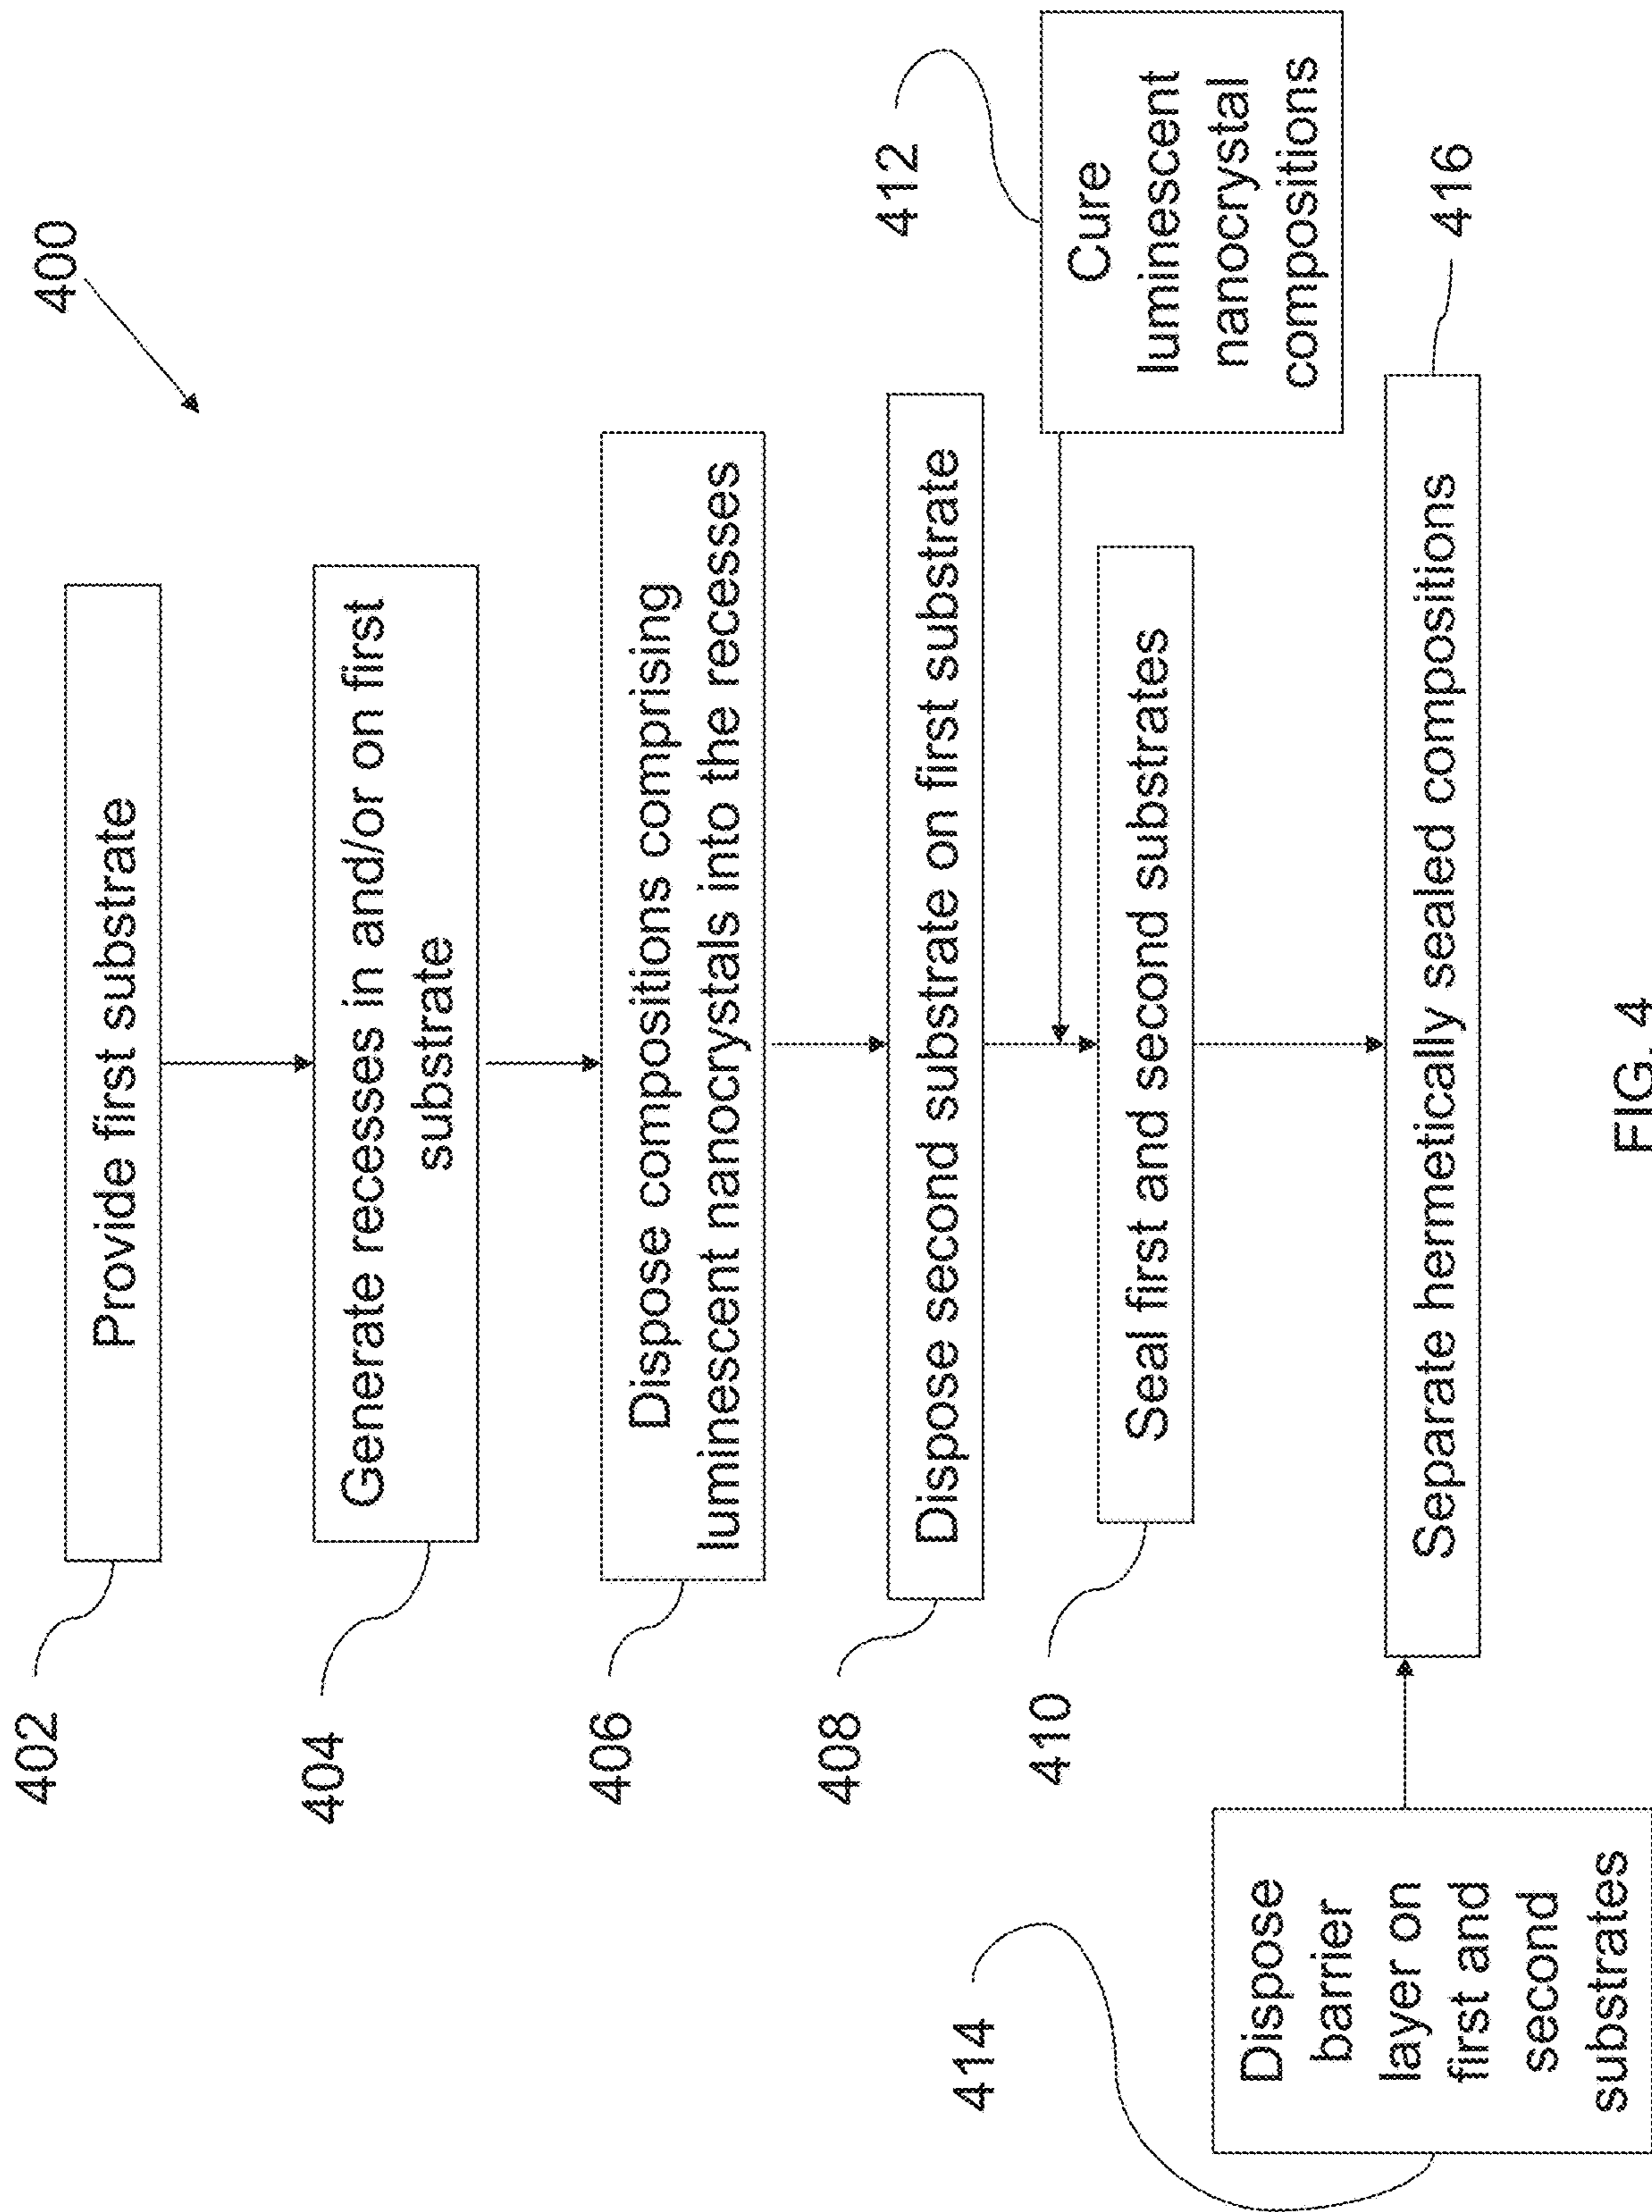 400
402
Provide first substrate
404
Generate recesses in and/or on first
substrate
406
Dispose compositions comprising
luminescent nanocrystals into the recesses
408
Dispose second substrate on first substrate
412
Cure
luminescent
nanocrystal
compositions
410
Seal first and second substrates
414
Dispose
barrier
layer on
first and
second
substrates
Separate hermetically sealed compositions
416
FIG. 4